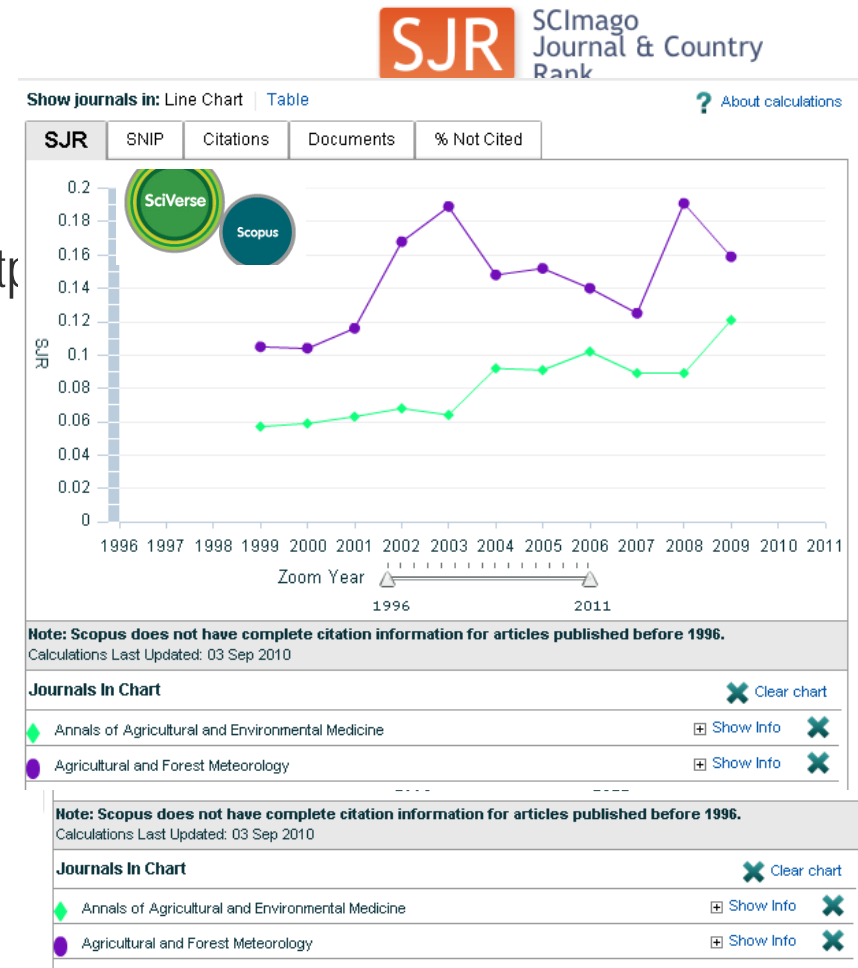 SJR SCImago
Journal & Country
Rank
Show journals in: Line Chart | Table ? About calculations
SJR SNIP Citations Documents % Not Cited
SciVerse
Scopus
tp
0.2
0.18
0.16
0.14
0.12
0.1
0.08
0.06
0.04
0.02
0
SJR
1996 1997 1998 1999 2000 2001 2002 2003 2004 2005 2006 2007 2008 2009 2010 2011
Zoom Year
1996 2011
Note: Scopus does not have complete citation information for articles published before 1996.
Calculations Last Updated: 03 Sep 2010
Journals In Chart Clear chart
Annals of Agricultural and Environmental Medicine Show Info
Agricultural and Forest Meteorology Show Info
Note: Scopus does not have complete citation information for articles published before 1996.
Calculations Last Updated: 03 Sep 2010
Journals In Chart Clear chart
Annals of Agricultural and Environmental Medicine Show Info
Agricultural and Forest Meteorology Show Info